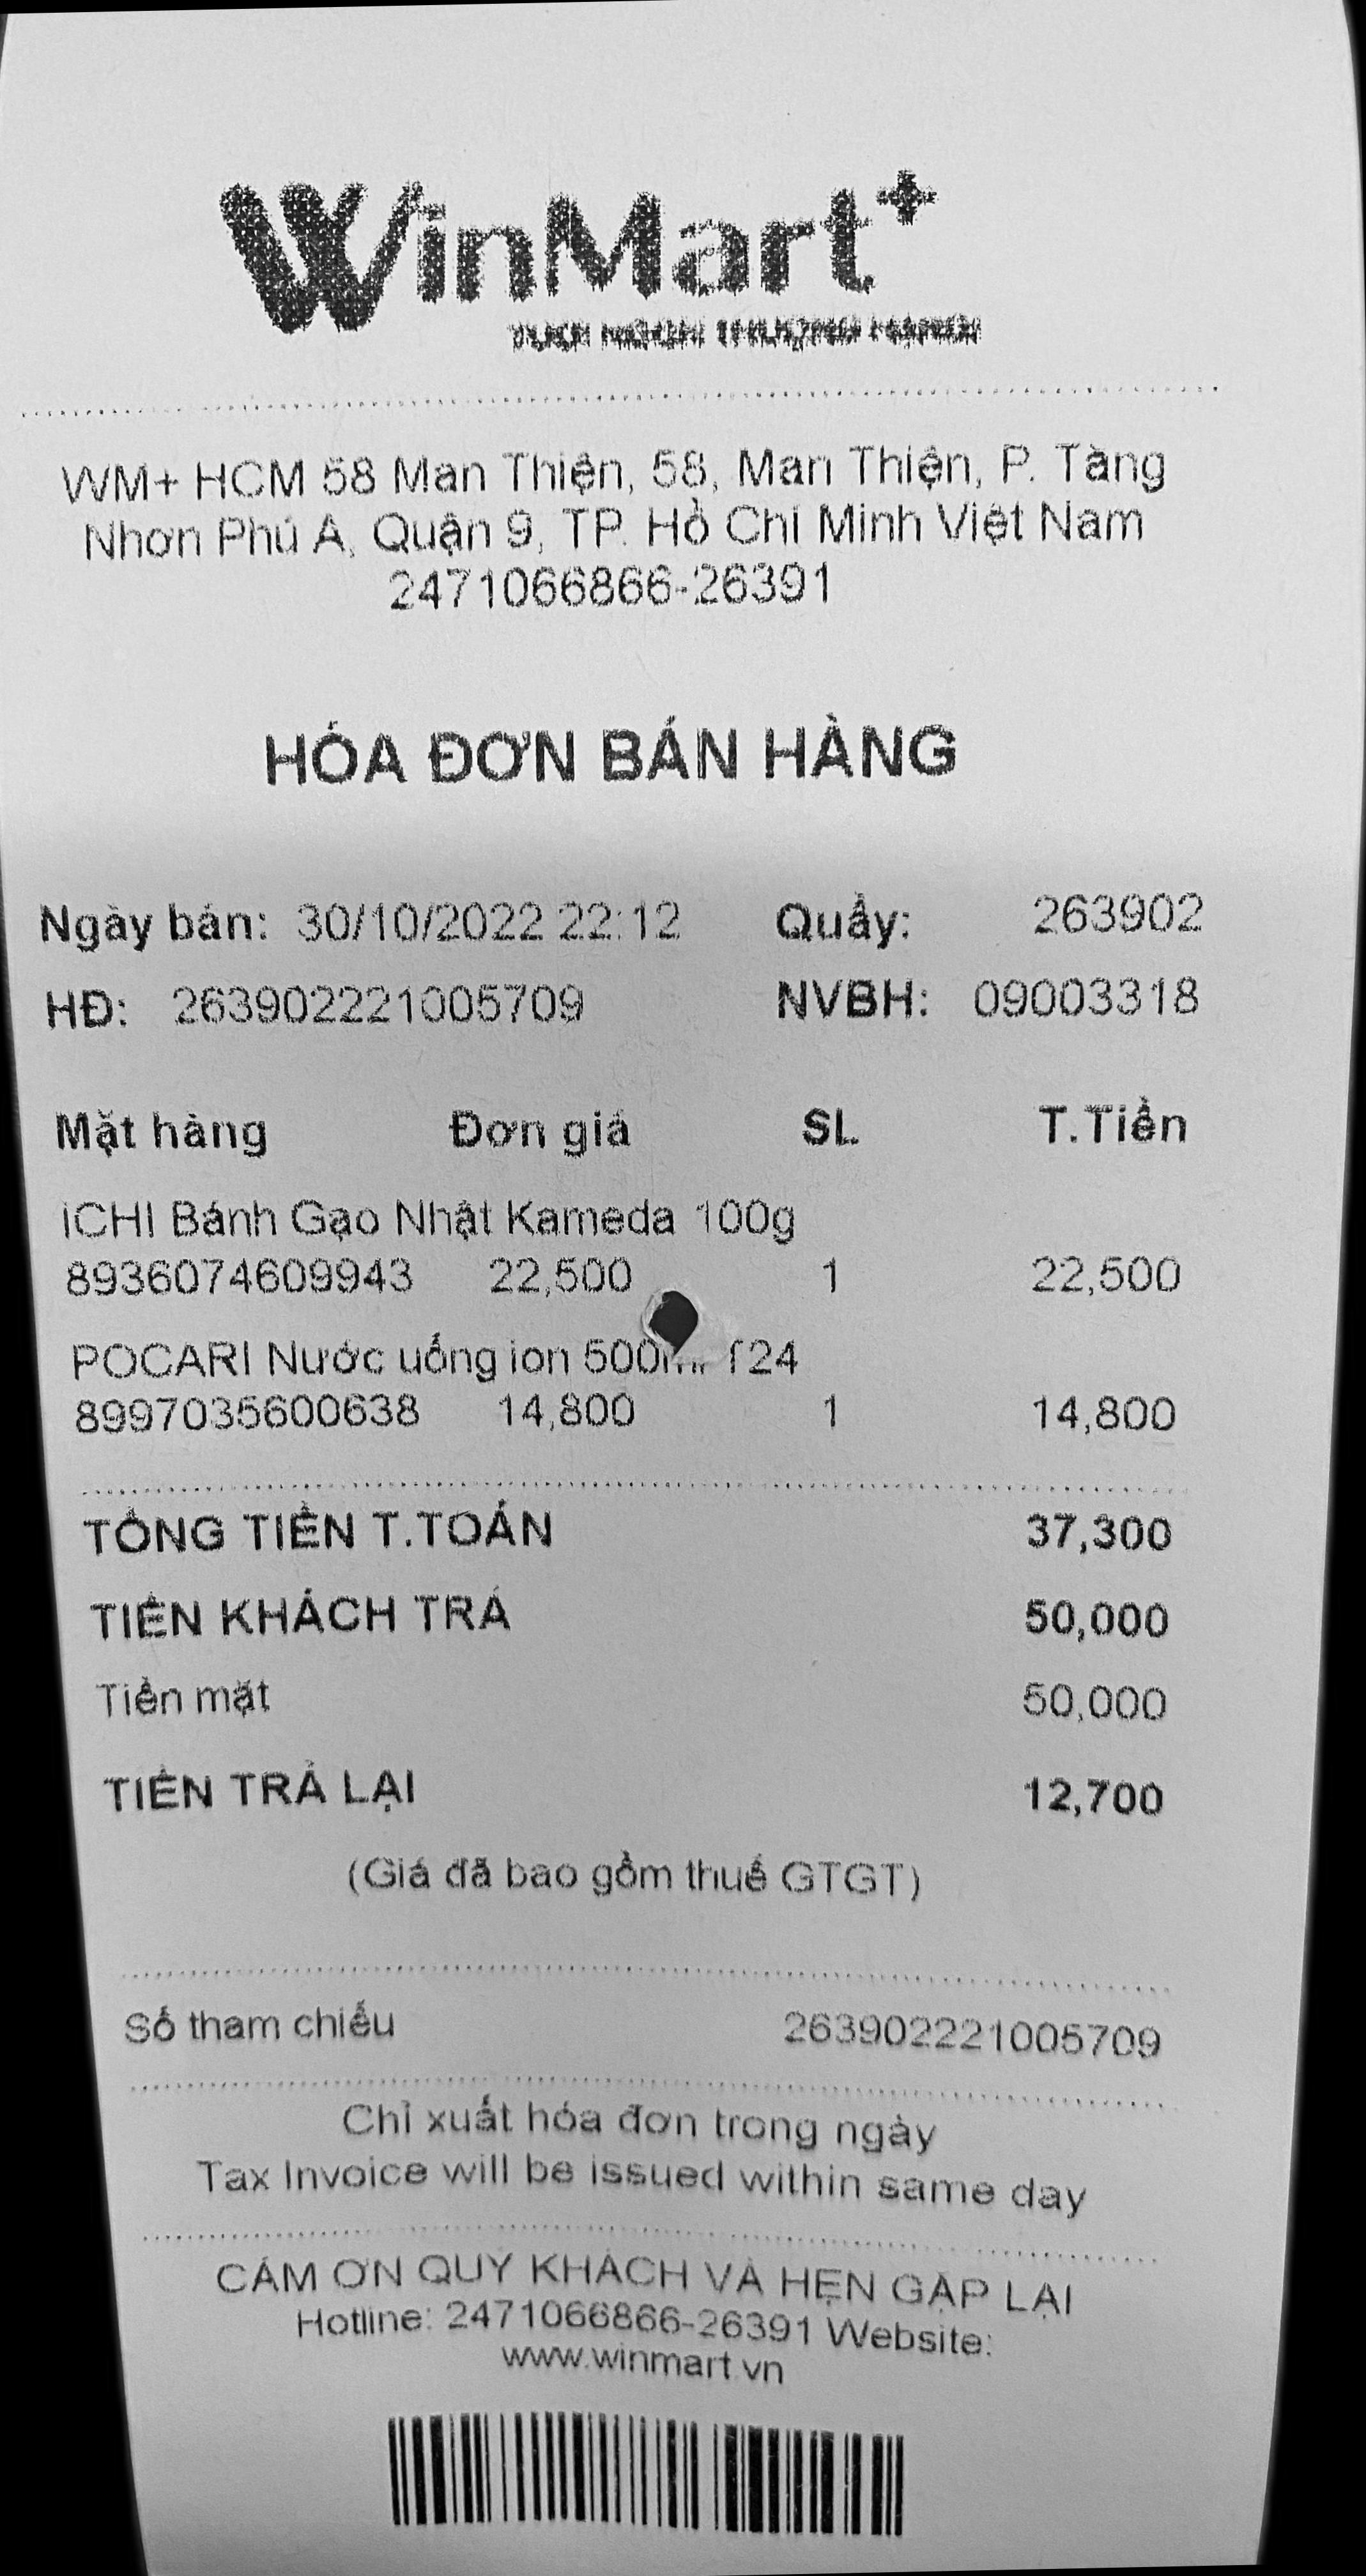 WinMart+
WM+ HCM 58 Man Thiện, 58, Man Thiện, P. Tăng
Nhơn Phú A, Quận 9, TP. Hồ Chí Minh Việt Nam
2471066866-26391
HÓA ĐƠN BÁN HÀNG
Ngày bán: 30/10/2022 22:12 Quầy: 263902
HĐ: 263902221005709 NVBH: 09003318
Mặt hàng Đơn giá SL T.Tiền
ICHI Bánh Gạo Nhật Kameda 100g
8936074609943 22,500 1 22,500
POCARI Nước uống ion 500ml T24
8997035600638 14,800 1 14,800
TỔNG TIỀN T.TOÁN 37,300
TIỀN KHÁCH TRẢ 50,000
Tiền mặt 50,000
TIỀN TRẢ LẠI 12,700
(Giá đã bao gồm thuế GTGT)
Số tham chiếu 263902221005709
Chỉ xuất hóa đơn trong ngày
Tax Invoice will be issued within same day
CẢM ƠN QUÝ KHÁCH VÀ HẸN GẶP LẠI
Hotline: 2471066866-26391 Website:
www.winmart.vn